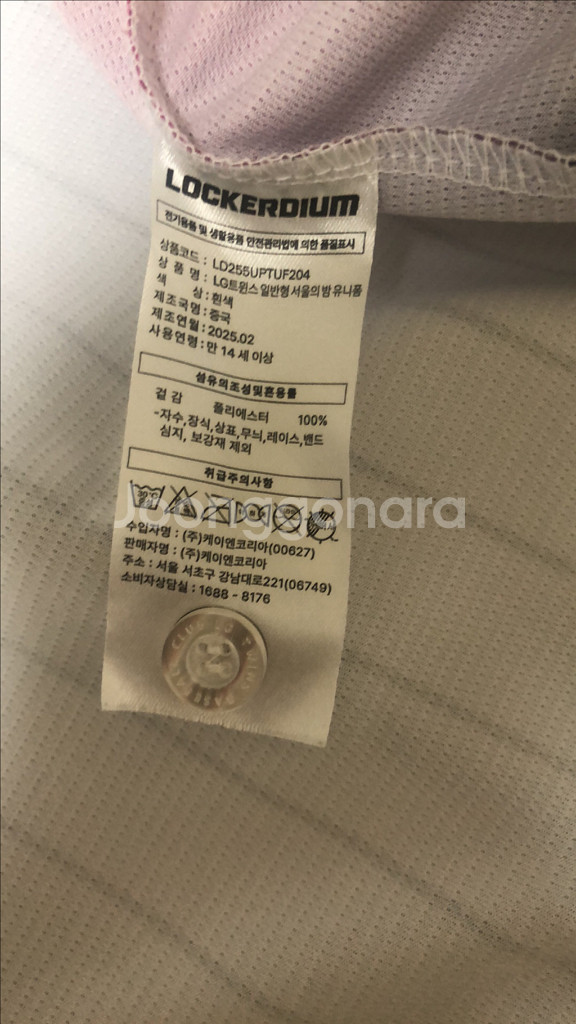 LOCKERDIUM
전기용품 및 생활용품 안전관리법에 의한 품질표시
상품코드 : LD255UPTUF204
상 품 명 : LG트윈스 일반형 서울의 밤 유니폼
색 상 : 흰색
제조국명 : 중국
제조연월 : 2025.02
사용연령 : 만 14 세 이상
섬유의조성및혼용률
겉 감 폴리에스터 100%
-자수,장식,상표,무늬,레이스,밴드
심지, 보강재 제외
취급주의사항
30℃
joonggonara
수입자명 : (주)케이엔코리아(00627)
판매자명 : (주)케이엔코리아
주소 : 서울 서초구 강남대로221(06749)
소비자상담실 : 1688 - 8176